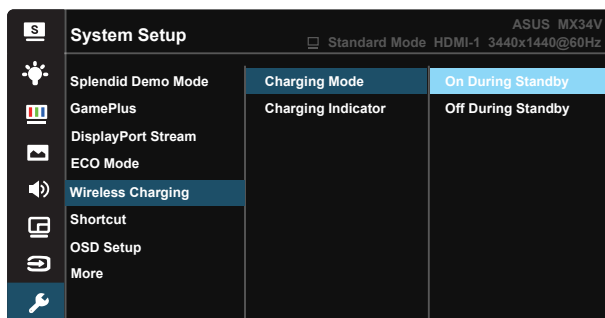 S
ASUS MX34V
System Setup
Standard Mode HDMI-1 3440x1440@60Hz
Splendid Demo Mode Charging Mode On During Standby
GamePlus Charging Indicator Off During Standby
DisplayPort Stream
ECO Mode
Wireless Charging
Shortcut
OSD Setup
More